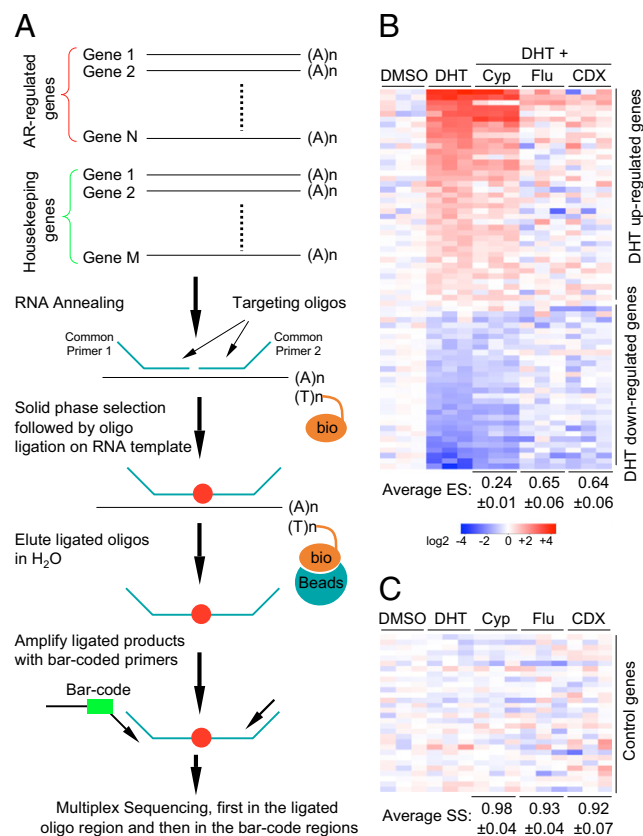 A
AR-regulated genes
Gene 1
(A)n
Gene 2
(A)n
Gene N
(A)n
Housekeeping genes
Gene 1
(A)n
Gene 2
(A)n
Gene M
(A)n
RNA Annealing
Targeting oligos
Common Primer 1
Common Primer 2
(A)n
(T)n
bio
Solid phase selection
followed by oligo
ligation on RNA template
(A)n
(T)n
bio
Beads
Elute ligated oligos
in H₂O
Amplify ligated products
with bar-coded primers
Bar-code
Multiplex Sequencing, first in the ligated
oligo region and then in the bar-code regions
B
DHT +
DMSO DHT Cyp Flu CDX
DHT up-regulated genes
DHT down-regulated genes
Average ES: 0.24 0.65 0.64
±0.01 ±0.06 ±0.06
log2 -4 -2 0 +2 +4
C
DMSO DHT Cyp Flu CDX
Control genes
Average SS: 0.98 0.93 0.92
±0.04 ±0.04 ±0.07